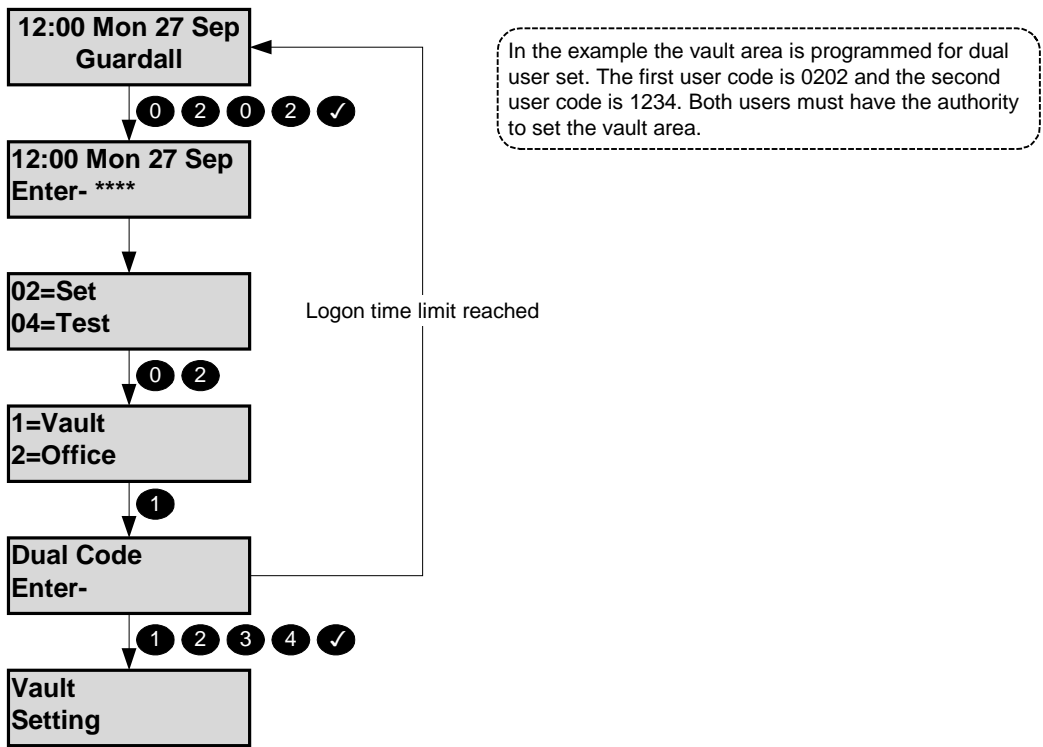 12:00 Mon 27 Sep
Guardall
In the example the vault area is programmed for dual
user set. The first user code is 0202 and the second
user code is 1234. Both users must have the authority
to set the vault area.
0 2 0 2 ✓
12:00 Mon 27 Sep
Enter- ****
02=Set
04=Test
Logon time limit reached
0 2
1=Vault
2=Office
1
Dual Code
Enter-
1 2 3 4 ✓
Vault
Setting